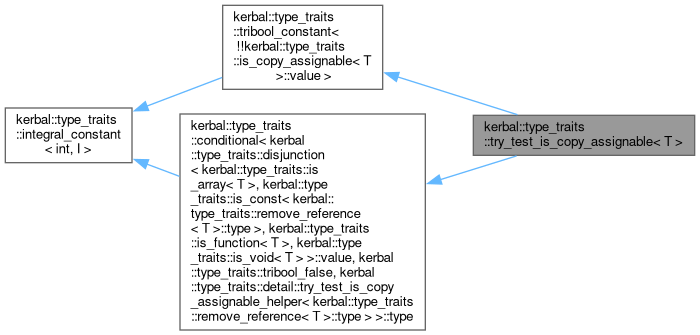 kerbal::type_traits
::tribool_constant<
!!kerbal::type_traits
::is_copy_assignable< T
>::value >
kerbal::type_traits
::integral_constant
< int, I >
kerbal::type_traits
::conditional< kerbal
::type_traits::disjunction
< kerbal::type_traits::is
_array< T >, kerbal::type
_traits::is_const< kerbal::
type_traits::remove_reference
< T >::type >, kerbal::type_traits
::is_function< T >, kerbal::type
_traits::is_void< T > >::value, kerbal
::type_traits::tribool_false, kerbal
::type_traits::detail::try_test_is_copy
_assignable_helper< kerbal::type_traits
::remove_reference< T >::type > >::type
kerbal::type_traits
::try_test_is_copy_assignable< T >